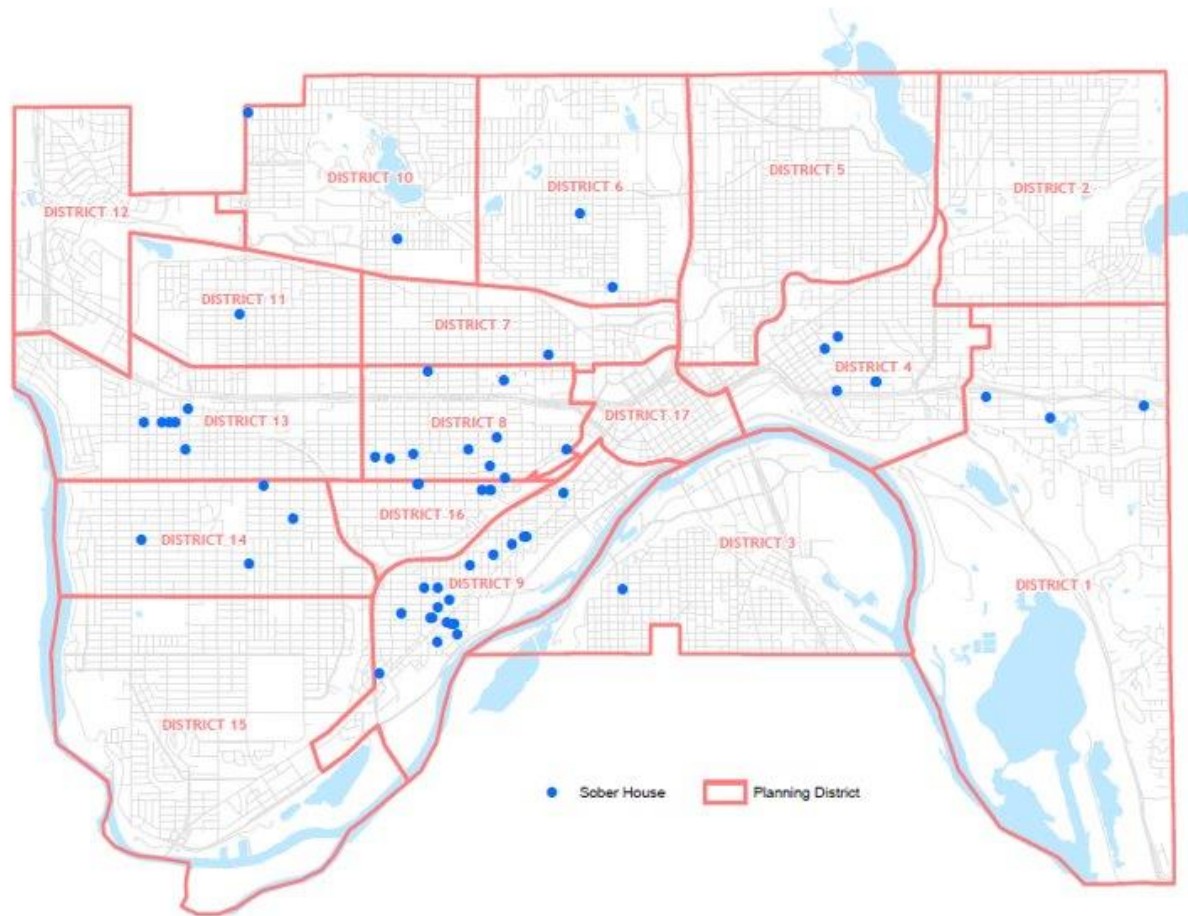 DISTRICT 10
DISTRICT 6
DISTRICT 5
DISTRICT 2
DISTRICT 12
DISTRICT 11
DISTRICT 7
DISTRICT 4
DISTRICT 13
DISTRICT 8
DISTRICT 17
DISTRICT 16
DISTRICT 14
DISTRICT 3
DISTRICT 9
DISTRICT 1
DISTRICT 15
Sober House
Planning District